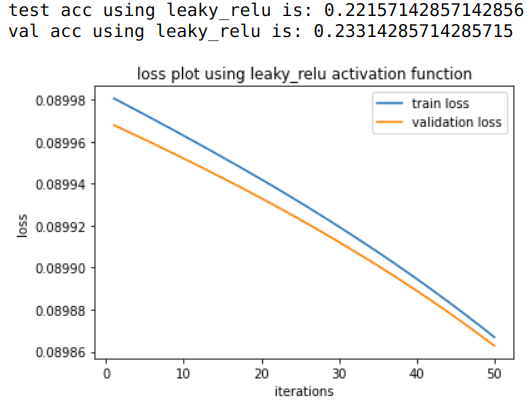 test acc using leaky_relu is: 0.22157142857142856
val acc using leaky_relu is: 0.23314285714285715
loss plot using leaky_relu activation function
train loss
validation loss
0.08998
0.08996
0.08994
0.08992
0.08990
0.08988
0.08986
loss
0 10 20 30 40 50
iterations